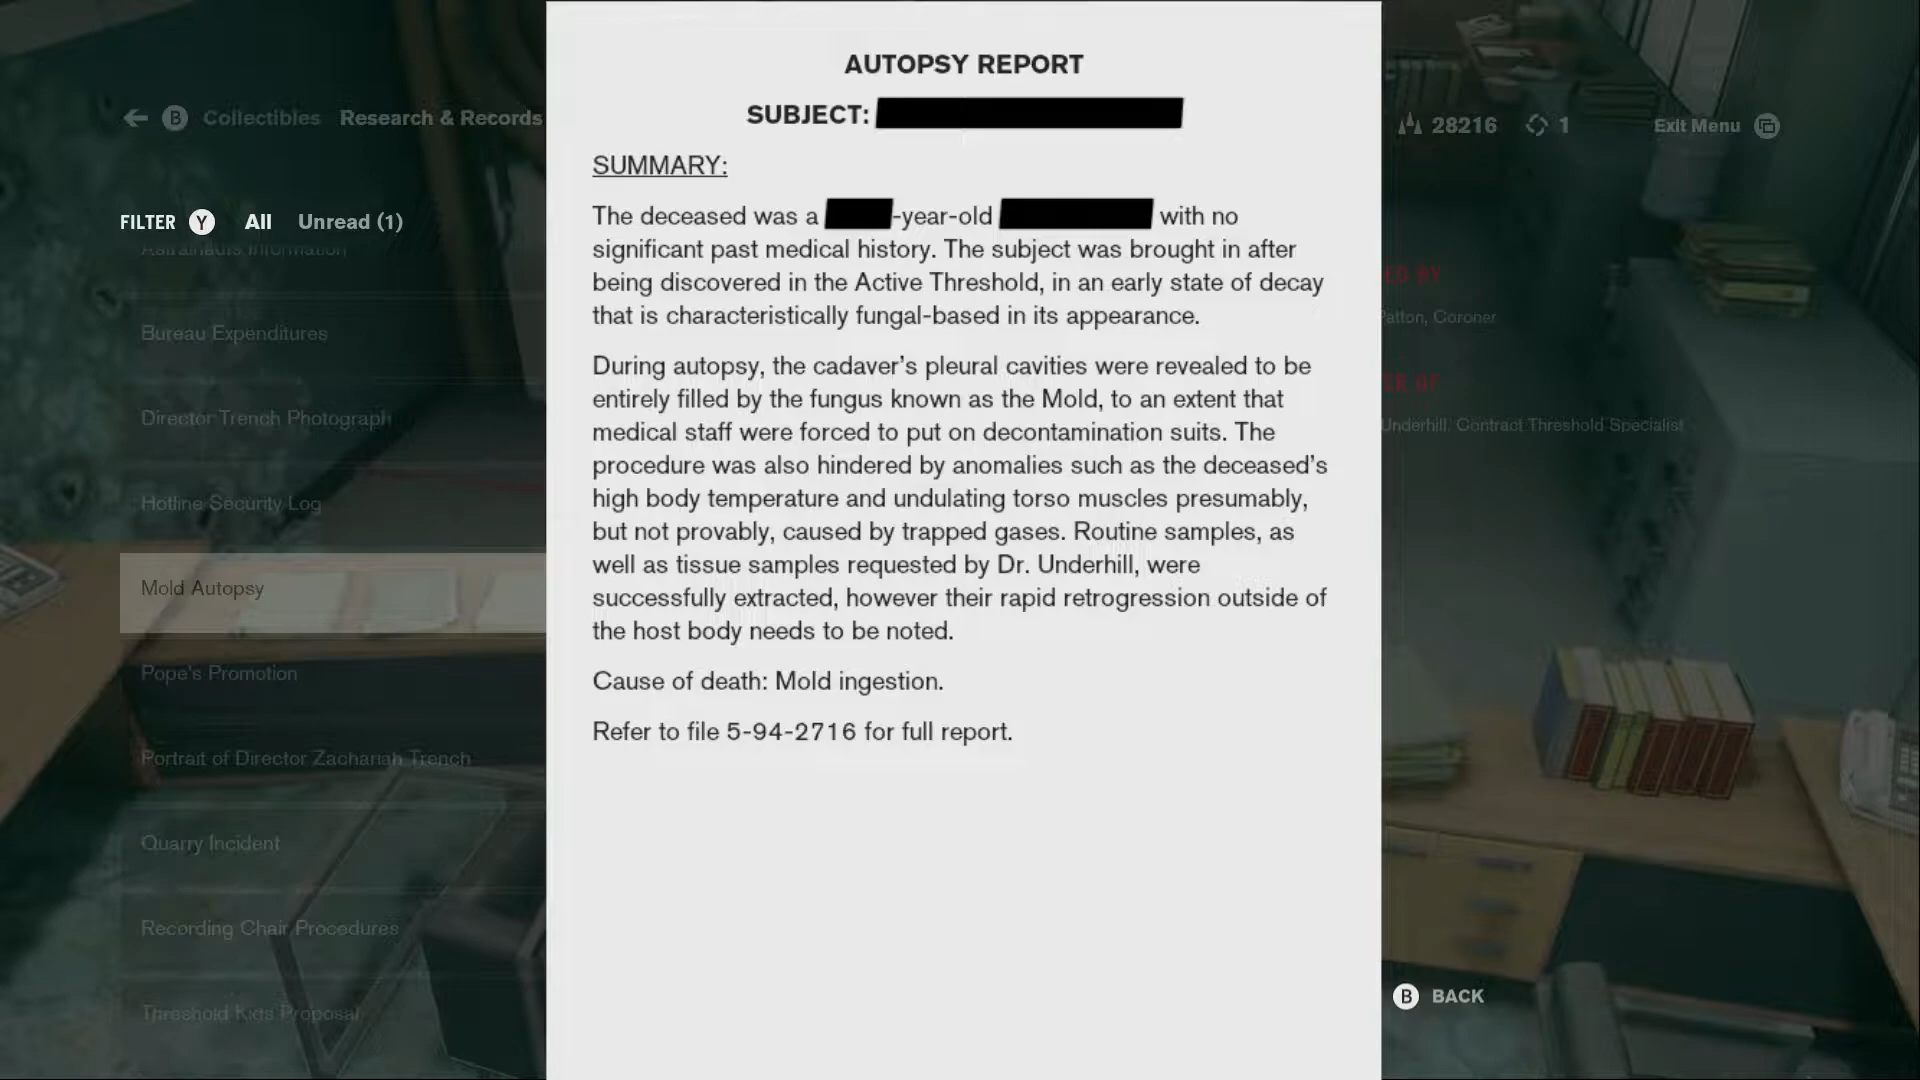 AUTOPSY REPORT
SUBJECT:
SUMMARY:
The deceased was a -year-old with no
significant past medical history. The subject was brought in after
being discovered in the Active Threshold, in an early state of decay
that is characteristically fungal-based in its appearance.
During autopsy, the cadaver’s pleural cavities were revealed to be
entirely filled by the fungus known as the Mold, to an extent that
medical staff were forced to put on decontamination suits. The
procedure was also hindered by anomalies such as the deceased’s
high body temperature and undulating torso muscles presumably,
but not provably, caused by trapped gases. Routine samples, as
well as tissue samples requested by Dr. Underhill, were
successfully extracted, however their rapid retrogression outside of
the host body needs to be noted.
Cause of death: Mold ingestion.
Refer to file 5-94-2716 for full report.
B Collectibles Research & Records
FILTER Y All Unread (1)
Bureau Expenditures
Director Trench Photograph
Hotline Security Log
Mold Autopsy
Pope's Promotion
Portrait of Director Zachariah Trench
Quarry Incident
Recording Chair Procedures
Threshold Kids Proposal
28216 1 Exit Menu
BY
Patton, Coroner
OF
Underhill, Contract Threshold Specialist
B BACK